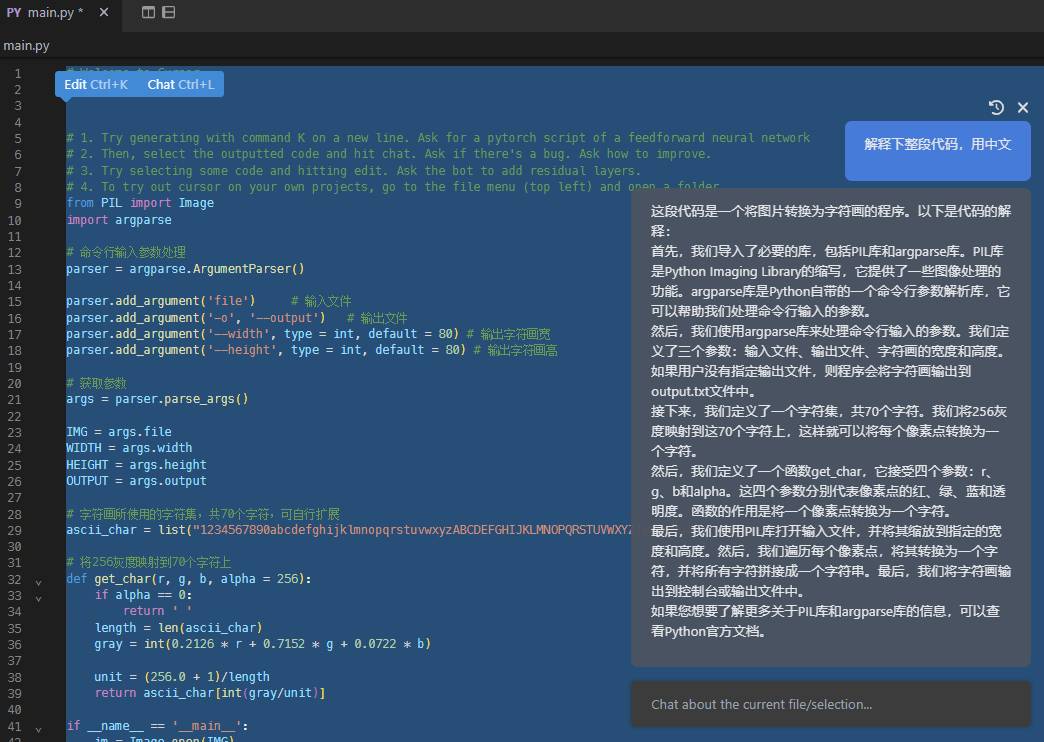 PY main.py *
main.py
Edit Ctrl+K Chat Ctrl+L
1
2
3
4
5 # 1. Try generating with command K on a new line. Ask for a pytorch script of a feedforward neural network
6 # 2. Then, select the outputted code and hit chat. Ask if there's a bug. Ask how to improve.
7 # 3. Try selecting some code and hitting edit. Ask the bot to add residual layers.
8 # 4. To try out cursor on your own projects, go to the file menu (top left) and open a folder
9 from PIL import Image
10 import argparse
11
12 # 命令行输入参数处理
13 parser = argparse.ArgumentParser()
14
15 parser.add_argument('file') # 输入文件
16 parser.add_argument('-o', '--output') # 输出文件
17 parser.add_argument('--width', type = int, default = 80) # 输出字符画宽
18 parser.add_argument('--height', type = int, default = 80) # 输出字符画高
19
20 # 获取参数
21 args = parser.parse_args()
22
23 IMG = args.file
24 WIDTH = args.width
25 HEIGHT = args.height
26 OUTPUT = args.output
27
28 # 字符画所使用的字符集，共70个字符，可自行扩展
29 ascii_char = list("1234567890abcdefghijklmnopqrstuvwxyzABCDEFGHIJKLMNOPQRSTUVWXYZ
30
31 # 将256灰度映射到70个字符上
32 def get_char(r, g, b, alpha = 256):
33 if alpha == 0:
34 return ' '
35 length = len(ascii_char)
36 gray = int(0.2126 * r + 0.7152 * g + 0.0722 * b)
37
38 unit = (256.0 + 1)/length
39 return ascii_char[int(gray/unit)]
40
41 if __name__ == '__main__':
42 im = Image.open(IMG)
解释下整段代码，用中文
这段代码是一个将图片转换为字符画的程序。以下是代码的解
释：
首先，我们导入了必要的库，包括PIL库和argparse库。PIL库
是Python Imaging Library的缩写，它提供了一些图像处理的
功能。argparse库是Python自带的一个命令行参数解析库，它
可以帮助我们处理命令行输入的参数。
然后，我们使用argparse库来处理命令行输入的参数。我们定
义了三个参数：输入文件、输出文件、字符画的宽度和高度。
如果用户没有指定输出文件，则程序会将字符画输出到
output.txt文件中。
接下来，我们定义了一个字符集，共70个字符。我们将256灰
度映射到这70个字符上，这样就可以将每个像素点转换为一
个字符。
然后，我们定义了一个函数get_char，它接受四个参数：r、
g、b和alpha。这四个参数分别代表像素点的红、绿、蓝和透
明度。函数的作用是将一个像素点转换为一个字符。
最后，我们使用PIL库打开输入文件，并将其缩放到指定的宽
度和高度。然后，我们遍历每个像素点，将其转换为一个字
符，并将所有字符拼接成一个字符串。最后，我们将字符画输
出到控制台或输出文件中。
如果您想要了解更多关于PIL库和argparse库的信息，可以查
看Python官方文档。
Chat about the current file/selection...